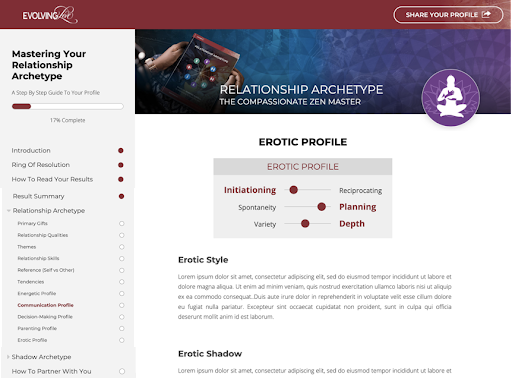 EVOLVING Love
SHARE YOUR PROFILE
Mastering Your
Relationship
Archetype
A Step By Step Guide To Your Profile
17% Complete
Introduction
Ring Of Resolution
How To Read Your Results
Result Summary
Relationship Archetype
Primary Gifts
Relationship Qualities
Themes
Relationship Skills
Reference (Self vs Other)
Tendencies
Energetic Profile
Communication Profile
Decision-Making Profile
Parenting Profile
Erotic Profile
Shadow Archetype
How To Partner With You
RELATIONSHIP ARCHETYPE
THE COMPASSIONATE ZEN MASTER
EROTIC PROFILE
EROTIC PROFILE
Initiationing Reciprocating
Spontaneity Planning
Variety Depth
Erotic Style
Lorem ipsum dolor sit amet, consectetur adipiscing elit, sed do eiusmod tempor incididunt ut labore et
dolore magna aliqua. Ut enim ad minim veniam, quis nostrud exercitation ullamco laboris nisi ut aliquip
ex ea commodo consequat. Duis aute irure dolor in reprehenderit in voluptate velit esse cillum dolore
eu fugiat nulla pariatur. Excepteur sint occaecat cupidatat non proident, sunt in culpa qui officia
deserunt mollit anim id est laborum.
Erotic Shadow
Lorem ipsum dolor sit amet, consectetur adipiscing elit, sed do eiusmod tempor incididunt ut labore et